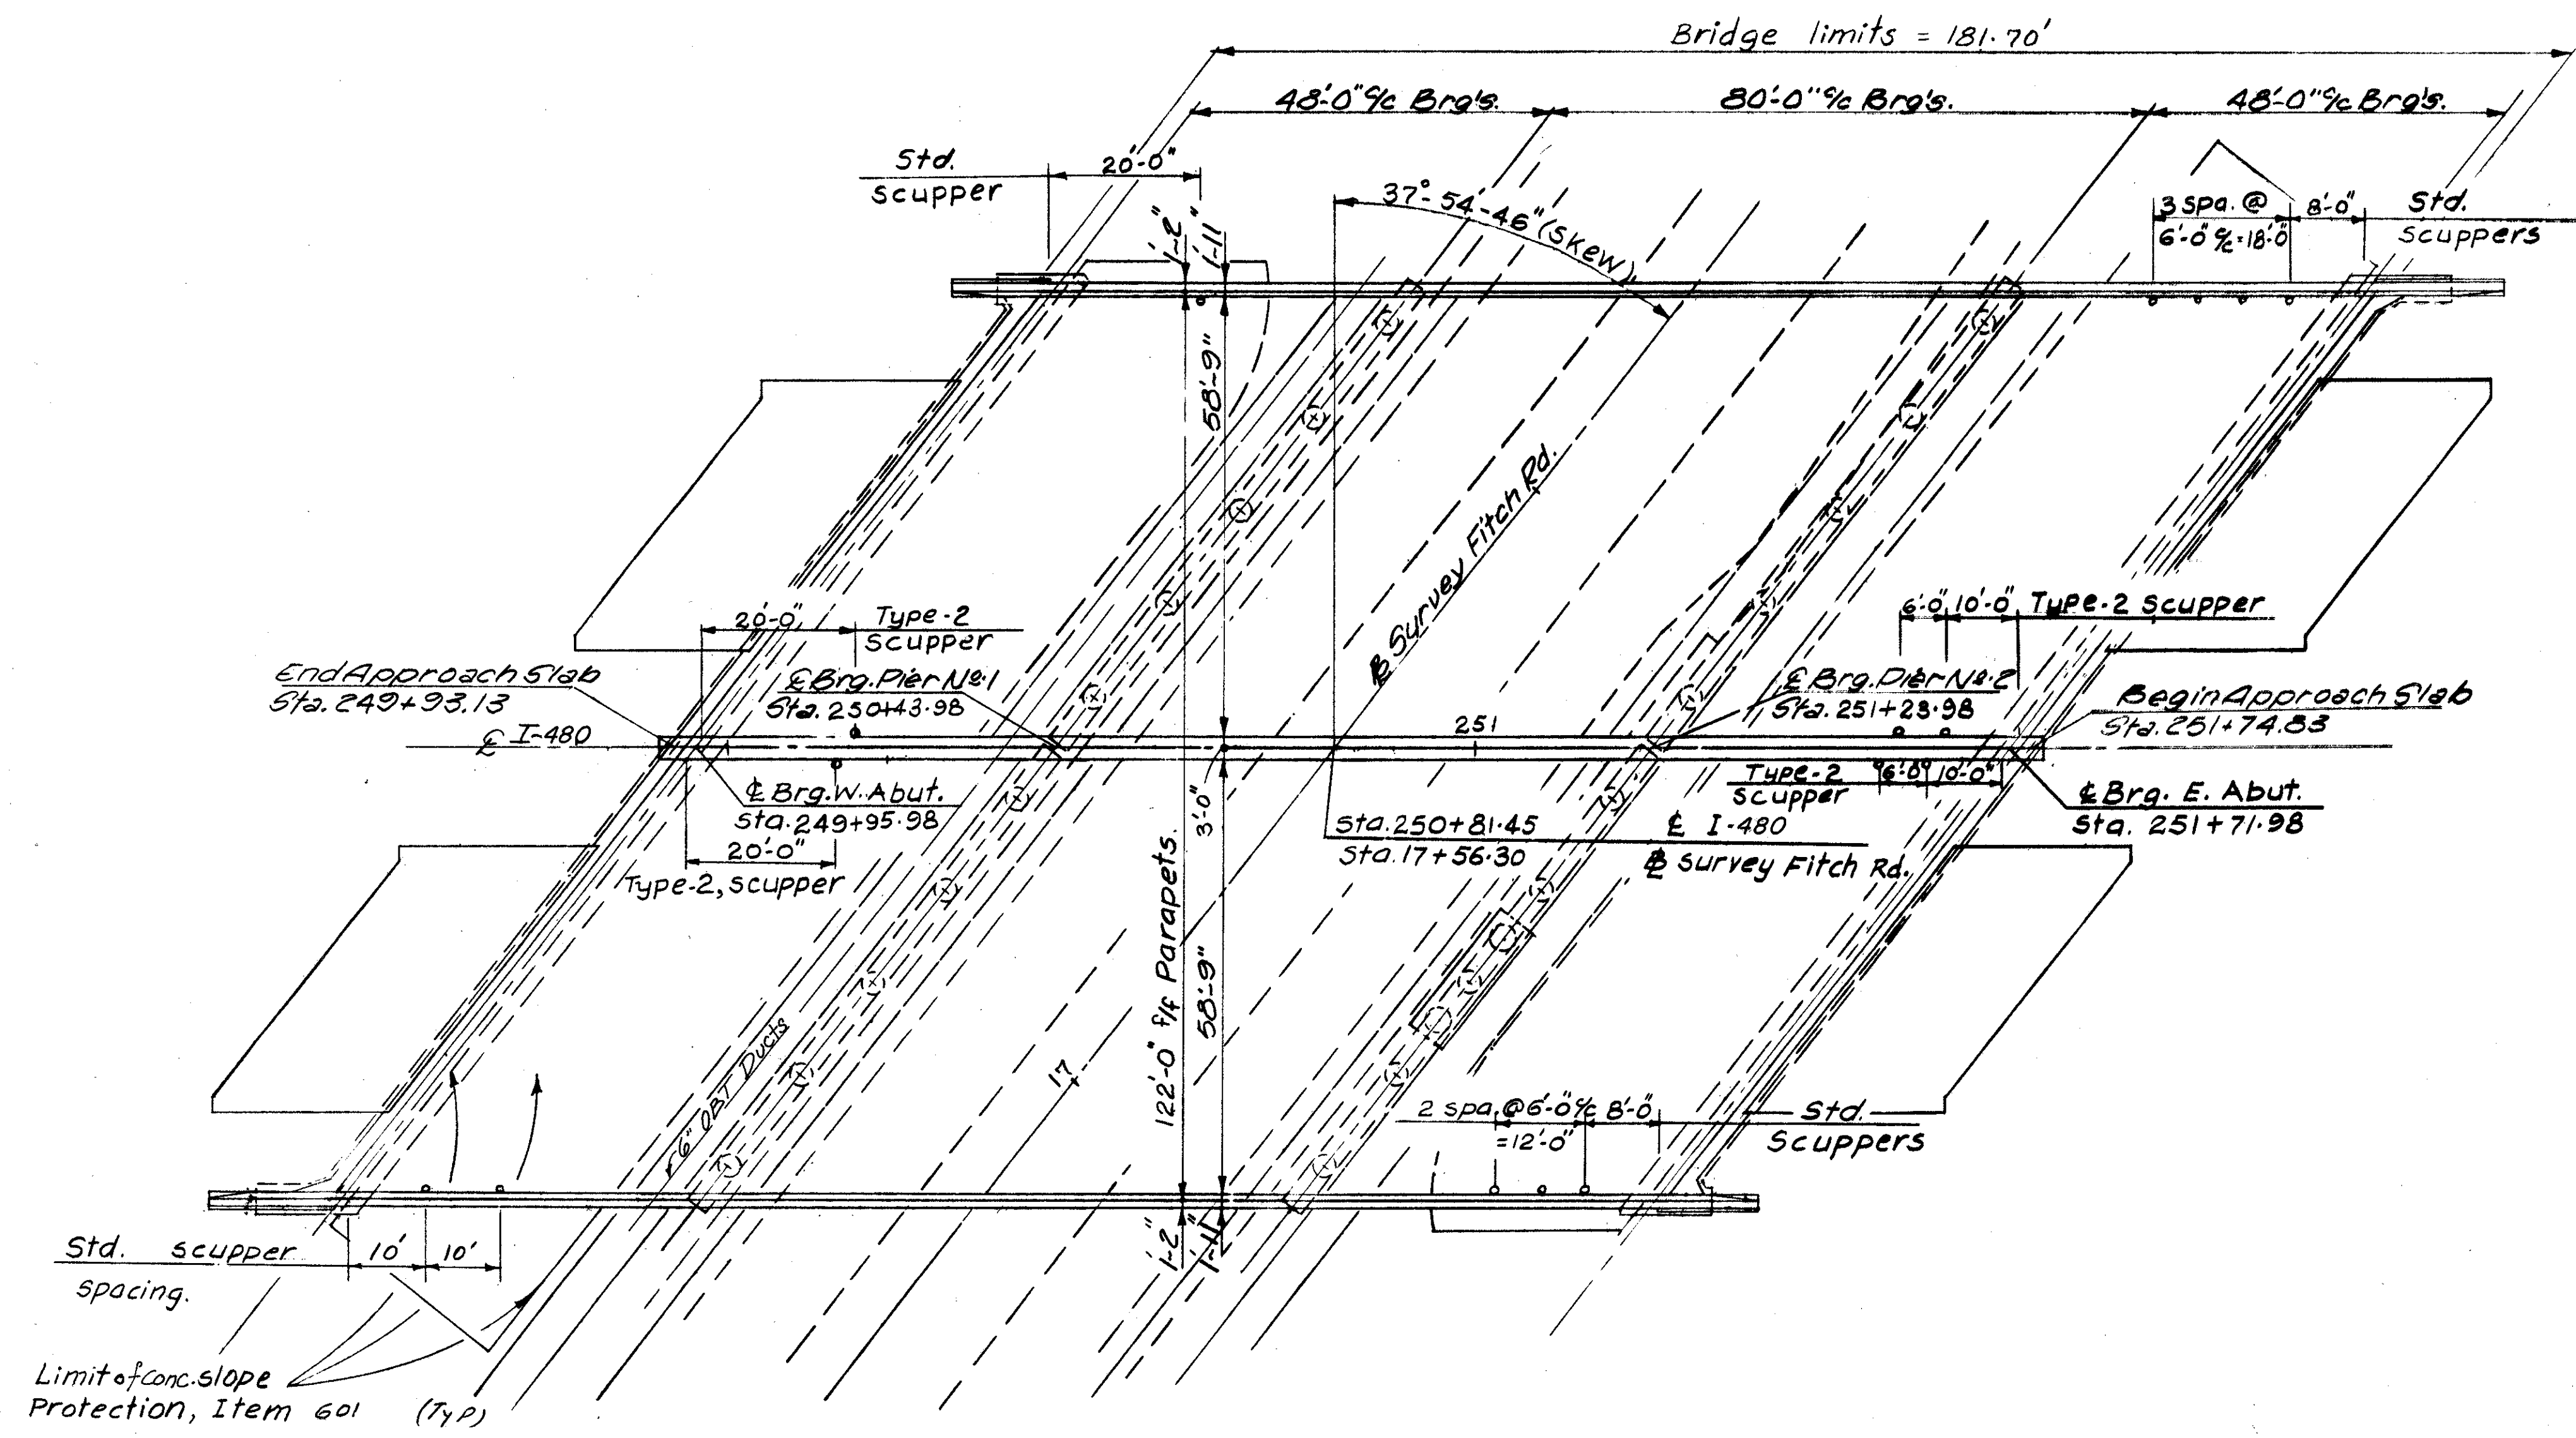 Bridge limits = 181.70'
48'-0" c/c Brg's.
80'-0" c/c Brg's.
48'-0" c/c Brg's.
Std.
scupper
20'-0"
1'-2"
1'-11"
37°-54'-46" (Skew)
3 spa. @
6'-0" c/c = 18'-0"
8'-0"
Std.
scuppers
58'-9"
℄ Survey Fitch Rd.
20'-0"
Type-2
scupper
6'-0"
10'-0"
Type-2 scupper
End Approach Slab
Sta. 249+93.13
℄ Brg. Pier No. 1
Sta. 250+43.98
℄ Brg. Pier No. 2
Sta. 251+23.98
Begin Approach Slab
Sta. 251+74.83
℄ I-480
251
℄ Brg. W. Abut.
Sta. 249+95.98
20'-0"
Type-2, scupper
3'-0"
Sta. 250+81.45 ℄ I-480
Sta. 17+56.30 ℄ Survey Fitch Rd.
Type-2
scupper
6'-0"
10'-0"
℄ Brg. E. Abut.
Sta. 251+71.98
122'-0" f/f Parapets.
58'-9"
6" OBT Ducts
17
2 spa. @ 6'-0" c/c
= 12'-0"
8'-0"
Std.
Scuppers
1'-2"
1'-11"
Std. scupper
spacing.
10'
10'
Limit of conc. slope
Protection, Item 601 (Typ)